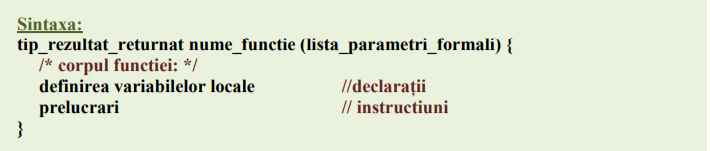 Sintaxa:
tip_rezultat_returnat nume_functie (lista_parametri_formali) {
/* corpul functiei: */
definirea variabilelor locale //declarații
prelucrari // instructiuni
}